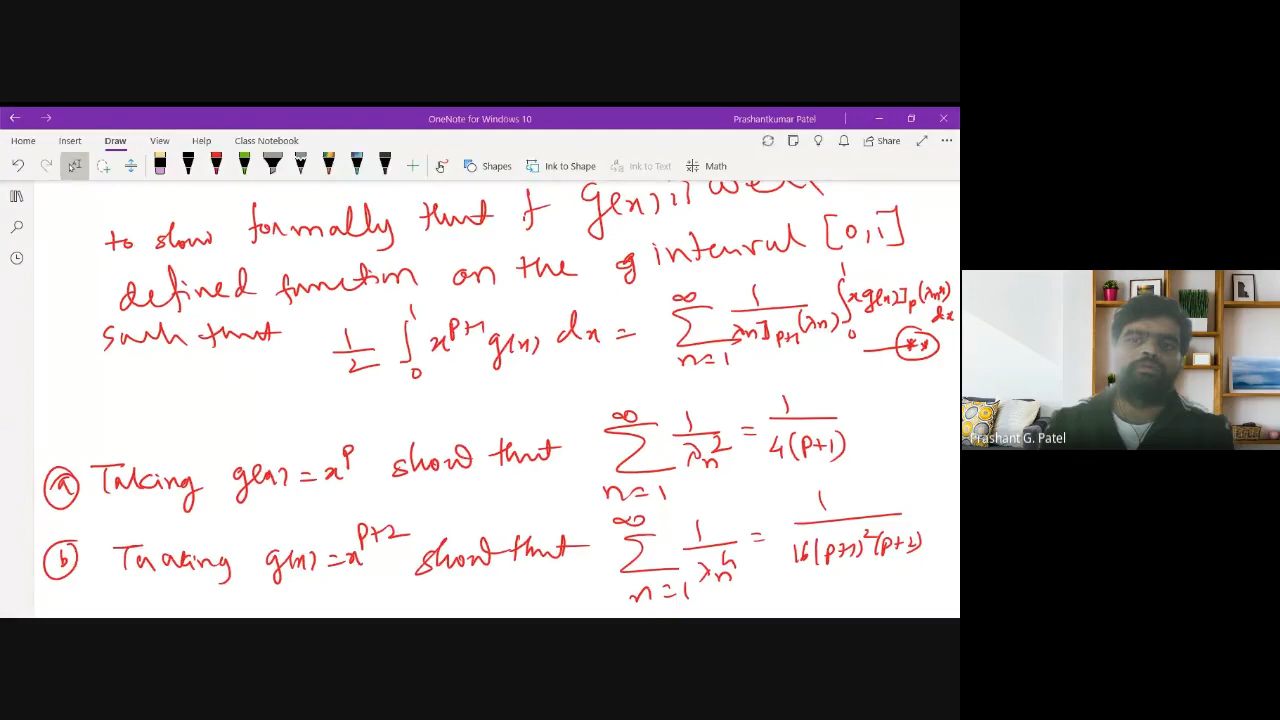 OneNote for Windows 10
Prashantkumar Patel
Home Insert Draw View Help Class Notebook
Share
Shapes Ink to Shape Ink to Text Math
to show formally that if g(x) is well
defined function on the g interval [0,1]
such that 1/2 ∫₀¹ x^{p+1} g(x) dx = Σ_{n=1}^{∞} 1/(λn J_{p+1}(λn)) ∫₀¹ x g(x) J_p(λn x) dx — (**)
(a) Taking g(x) = x^p show that Σ_{n=1}^{∞} 1/λn² = 1/(4(p+1))
(b) Taaking g(x) = x^{p+2} show that Σ_{n=1}^{∞} 1/λn⁴ = 1/(16(p+1)²(p+2))
Prashant G. Patel